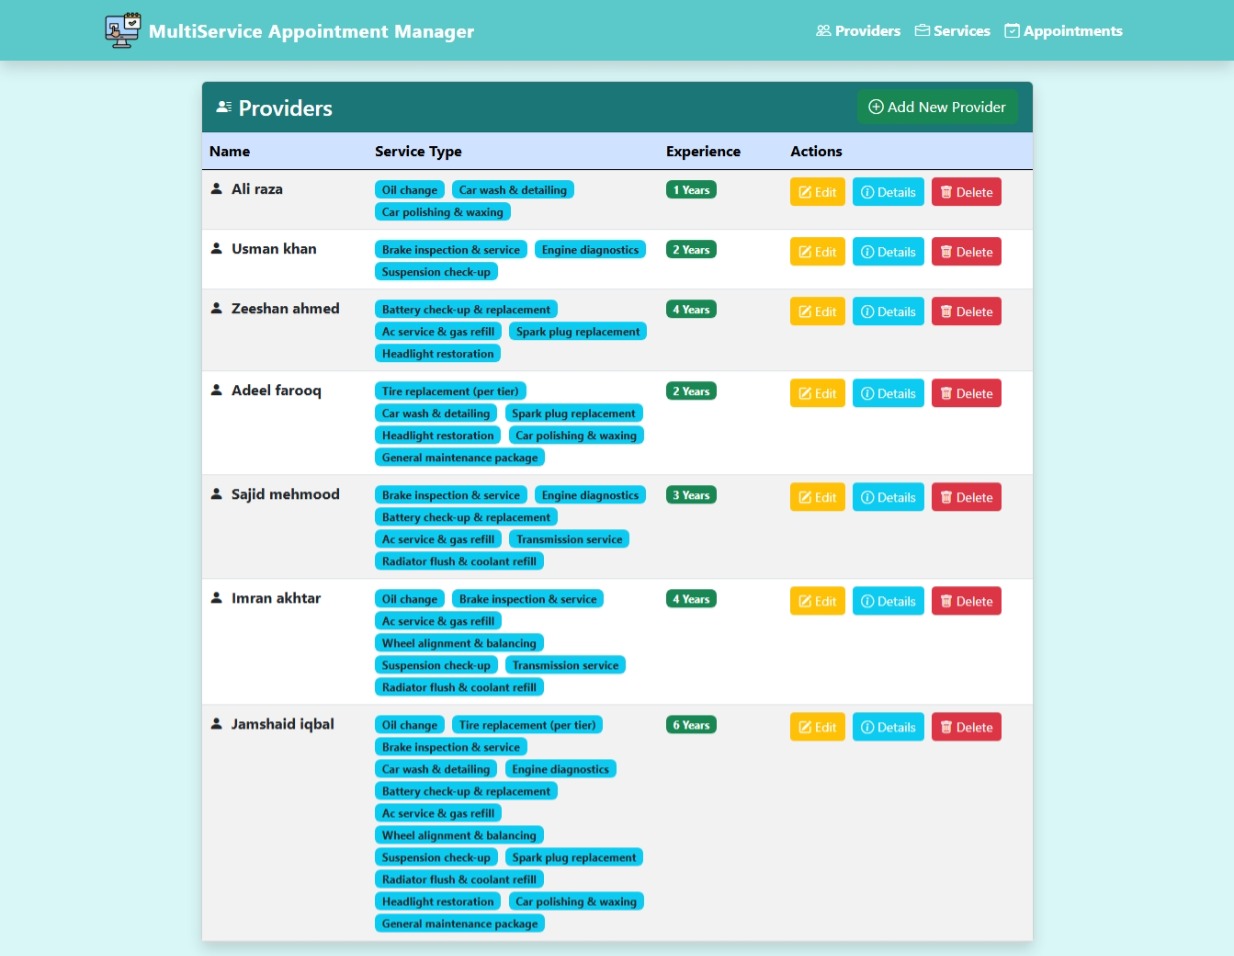 MultiService Appointment Manager Providers Services Appointments
Providers Add New Provider
Name Service Type Experience Actions
Ali raza Oil change Car wash & detailing 1 Years Edit Details Delete
Car polishing & waxing
Usman khan Brake inspection & service Engine diagnostics 2 Years Edit Details Delete
Suspension check-up
Zeeshan ahmed Battery check-up & replacement 4 Years Edit Details Delete
Ac service & gas refill Spark plug replacement
Headlight restoration
Adeel farooq Tire replacement (per tier) 2 Years Edit Details Delete
Car wash & detailing Spark plug replacement
Headlight restoration Car polishing & waxing
General maintenance package
Sajid mehmood Brake inspection & service Engine diagnostics 3 Years Edit Details Delete
Battery check-up & replacement
Ac service & gas refill Transmission service
Radiator flush & coolant refill
Imran akhtar Oil change Brake inspection & service 4 Years Edit Details Delete
Ac service & gas refill
Wheel alignment & balancing
Suspension check-up Transmission service
Radiator flush & coolant refill
Jamshaid iqbal Oil change Tire replacement (per tier) 6 Years Edit Details Delete
Brake inspection & service
Car wash & detailing Engine diagnostics
Battery check-up & replacement
Ac service & gas refill
Wheel alignment & balancing
Suspension check-up Spark plug replacement
Radiator flush & coolant refill
Headlight restoration Car polishing & waxing
General maintenance package